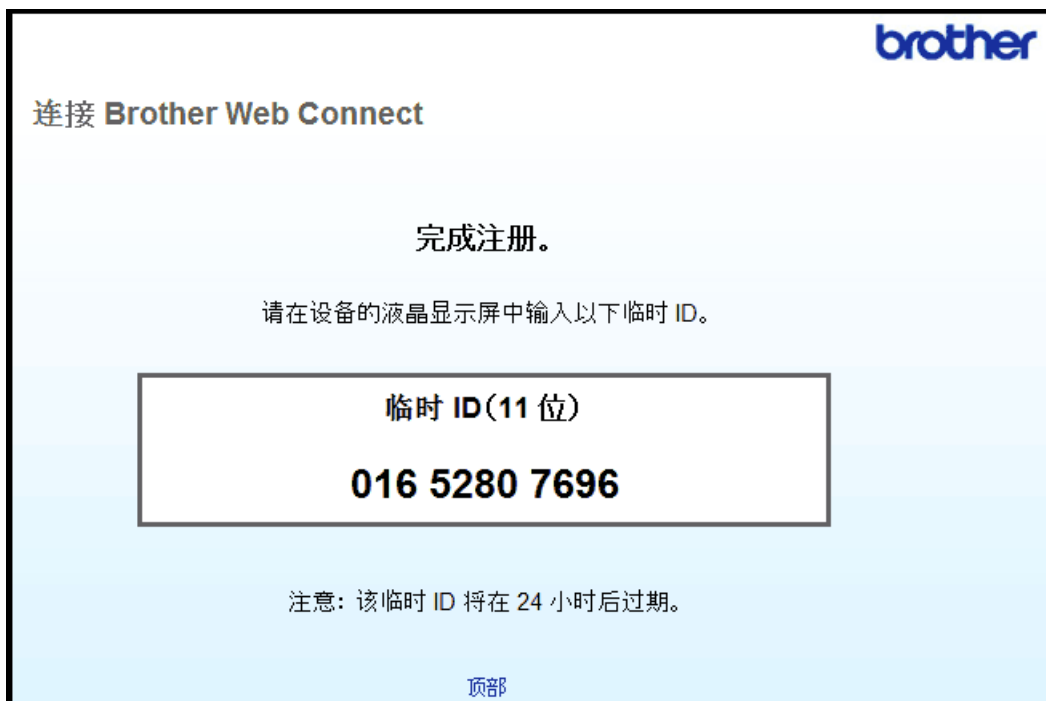 brother
连接 Brother Web Connect
完成注册。
请在设备的液晶显示屏中输入以下临时 ID。
临时 ID(11 位)
016 5280 7696
注意: 该临时 ID 将在 24 小时后过期。
顶部